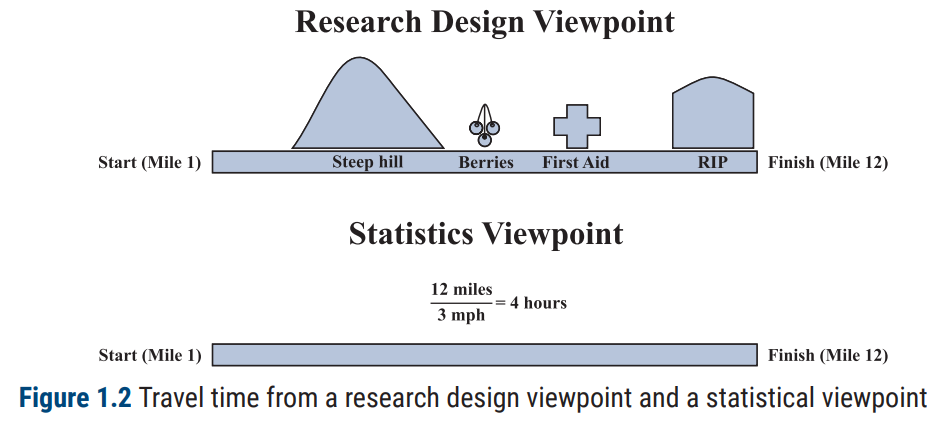 Research Design Viewpoint
Start (Mile 1) Steep hill Berries First Aid RIP Finish (Mile 12)
Statistics Viewpoint
12 miles
3 mph
= 4 hours
Start (Mile 1) Finish (Mile 12)
Figure 1.2 Travel time from a research design viewpoint and a statistical viewpoint